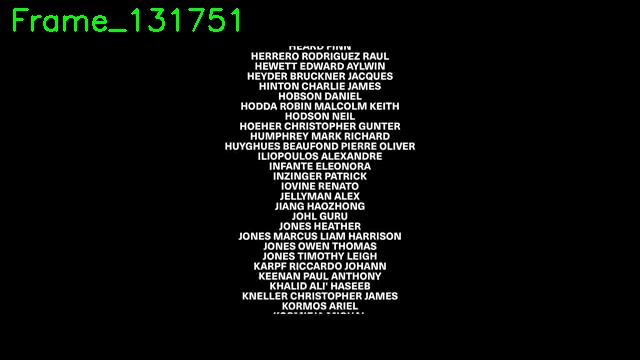 Frame_131751
HEARD FINN
HERRERO RODRIGUEZ RAUL
HEWETT EDWARD AYLWIN
HEYDER BRUCKNER JACQUES
HINTON CHARLIE JAMES
HOBSON DANIEL
HODDA ROBIN MALCOLM KEITH
HODSON NEIL
HOEHER CHRISTOPHER GUNTER
HUMPHREY MARK RICHARD
HUYGHUES BEAUFOND PIERRE OLIVER
ILIOPOULOS ALEXANDRE
INFANTE ELEONORA
INZINGER PATRICK
IOVINE RENATO
JELLYMAN ALEX
JIANG HAOZHONG
JOHL GURU
JONES HEATHER
JONES MARCUS LIAM HARRISON
JONES OWEN THOMAS
JONES TIMOTHY LEIGH
KARPF RICCARDO JOHANN
KEENAN PAUL ANTHONY
KHALID ALI' HASEEB
KNELLER CHRISTOPHER JAMES
KORMOS ARIEL